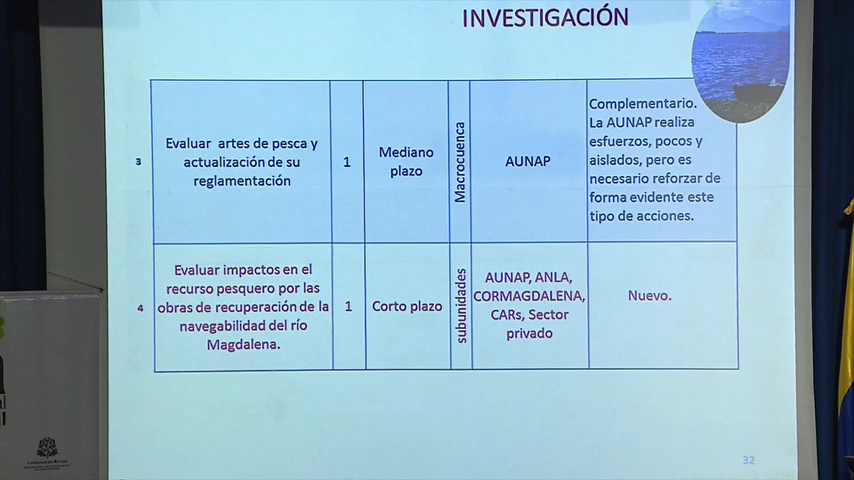 INVESTIGACIÓN
3
Evaluar artes de pesca y
actualización de su
reglamentación
1
Mediano
plazo
Macrocuenca
AUNAP
Complementario.
La AUNAP realiza
esfuerzos, pocos y
aislados, pero es
necesario reforzar de
forma evidente este
tipo de acciones.
4
Evaluar impactos en el
recurso pesquero por las
obras de recuperación de la
navegabilidad del río
Magdalena.
1
Corto plazo
subunidades
AUNAP, ANLA,
CORMAGDALENA,
CARs, Sector
privado
Nuevo.
32